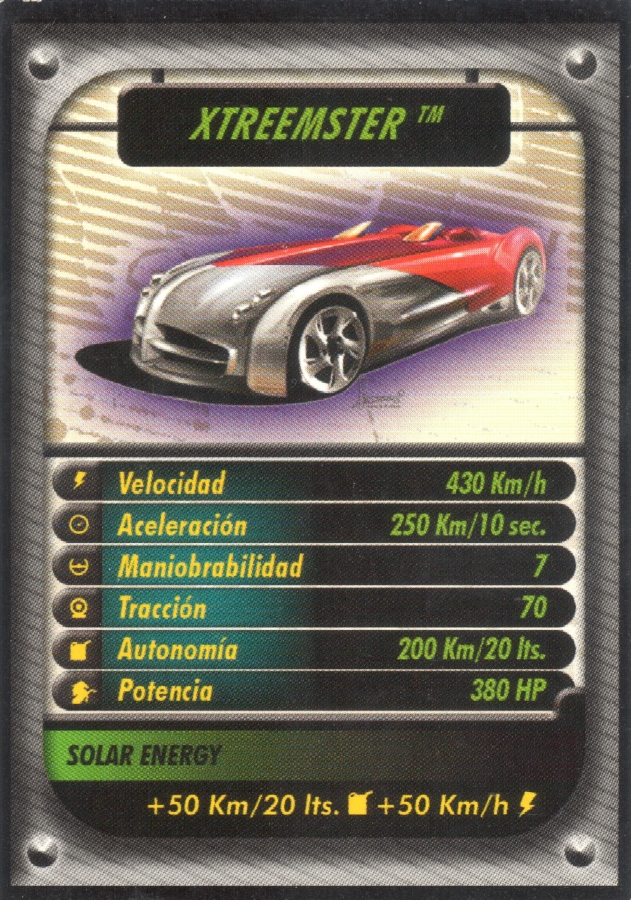 XTREEMSTER ™
Velocidad 430 Km/h
Aceleración 250 Km/10 sec.
Maniobrabilidad 7
Tracción 70
Autonomía 200 Km/20 lts.
Potencia 380 HP
SOLAR ENERGY
+50 Km/20 lts. +50 Km/h